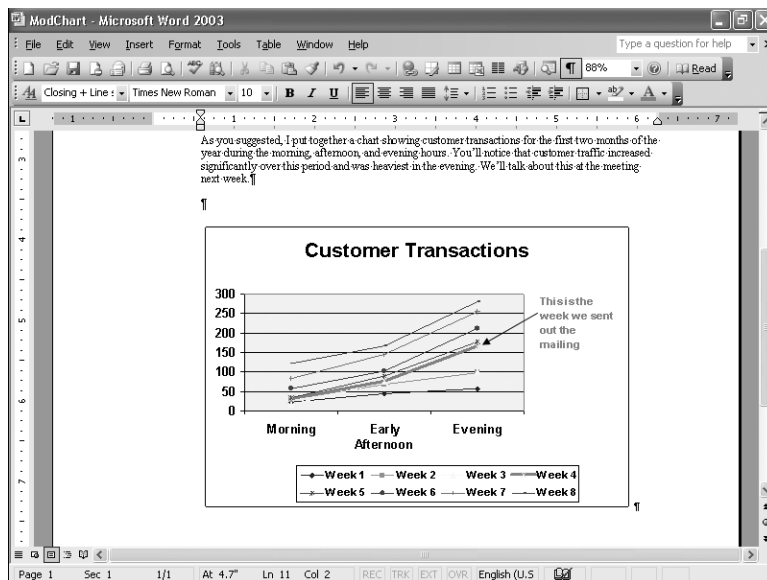 ModChart - Microsoft Word 2003
File Edit View Insert Format Tools Table Window Help Type a question for help
88% Read
Closing + Line s Times New Roman 10 B I U
As you suggested, I put together a chart showing customer transactions for the first two months of the
year during the morning, afternoon, and evening hours. You'll notice that customer traffic increased
significantly over this period and was heaviest in the evening. We'll talk about this at the meeting
next week.¶
¶
Customer Transactions
300
250
200
150
100
50
0
This is the
week we sent
out the
mailing
Morning Early Evening
Afternoon
Week 1 Week 2 Week 3 Week 4
Week 5 Week 6 Week 7 Week 8
¶
Page 1 Sec 1 1/1 At 4.7" Ln 11 Col 2 REC TRK EXT OVR English (U.S